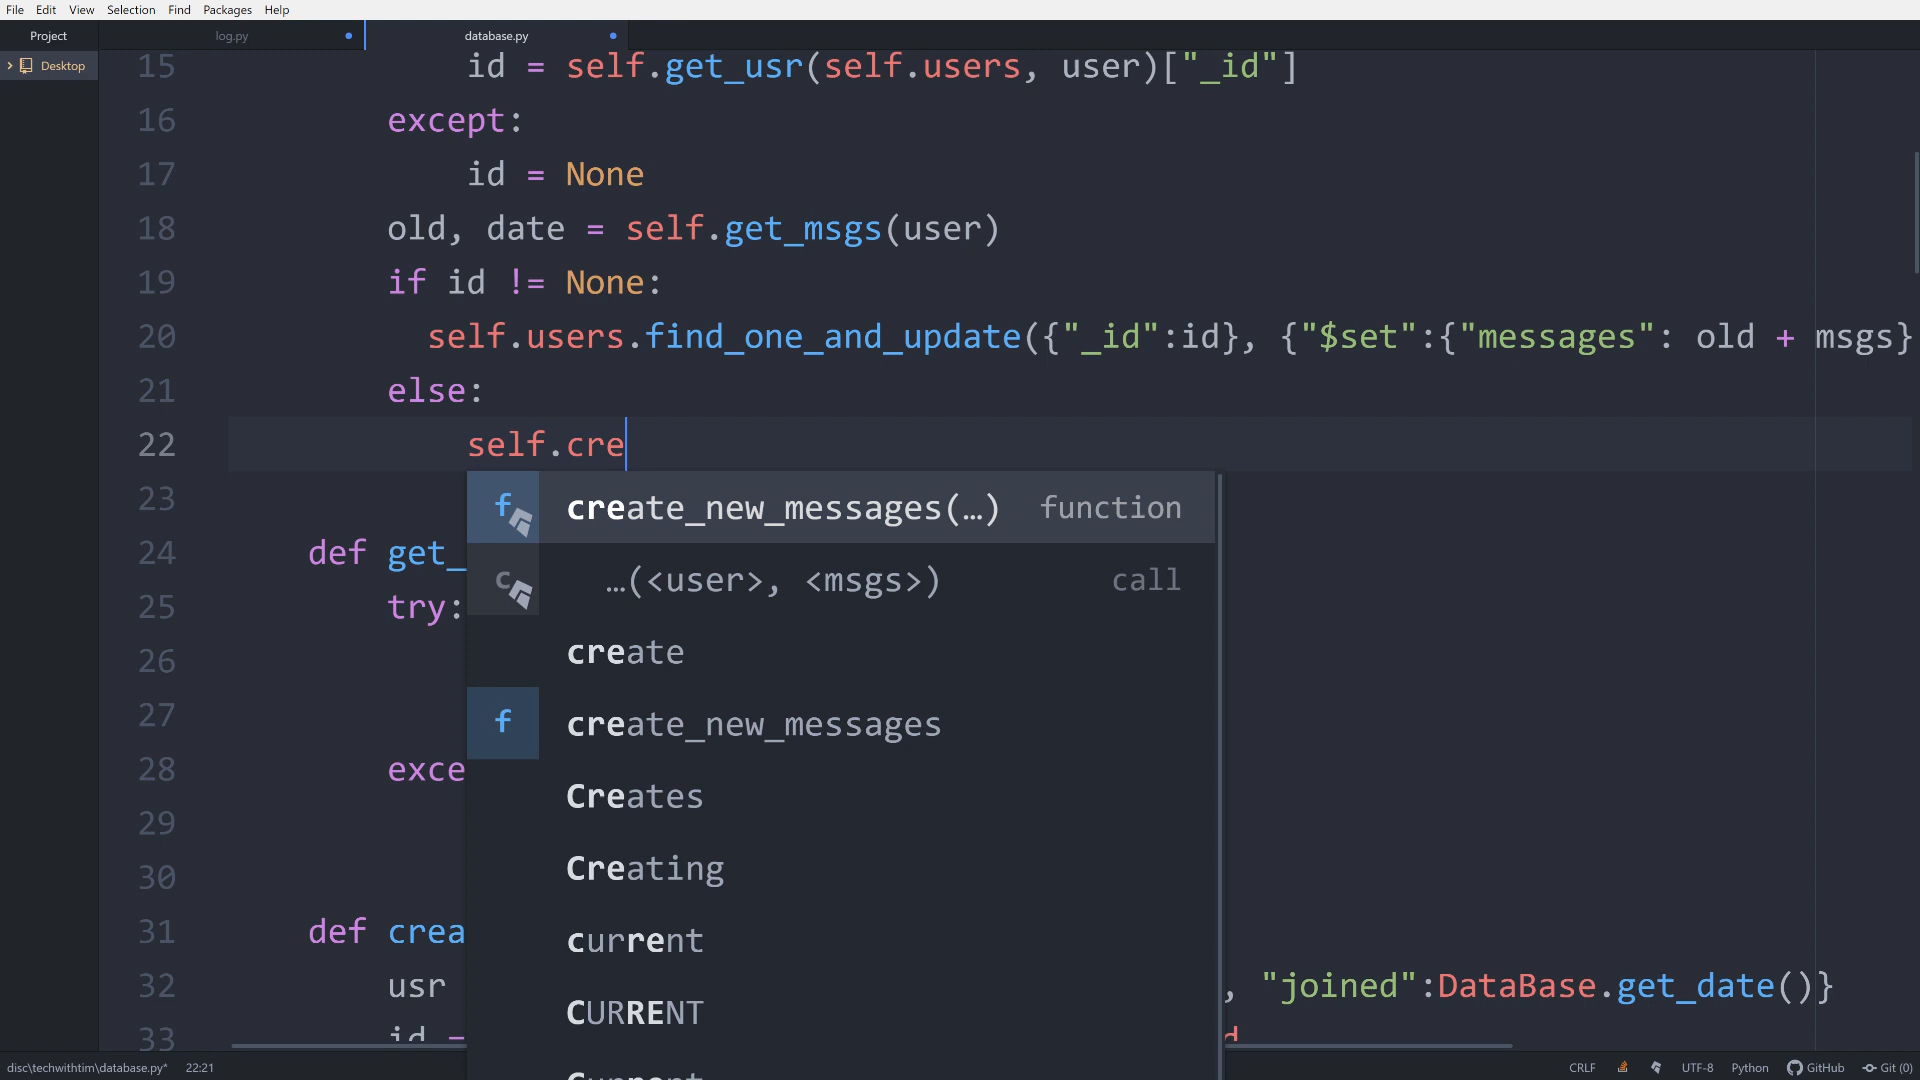 File Edit View Selection Find Packages Help
Project log.py database.py
Desktop
15 id = self.get_usr(self.users, user)["_id"]
16 except:
17 id = None
18 old, date = self.get_msgs(user)
19 if id != None:
20 self.users.find_one_and_update({"_id":id}, {"$set":{"messages": old + msgs}
21 else:
22 self.cre
create_new_messages(…) function
…(<user>, <msgs>) call
create
create_new_messages
Creates
Creating
current
CURRENT
23
24 def get_
25 try:
26
27
28 exce
29
30
31 def crea
32 usr , "joined":DataBase.get_date()}
33 id =
disc\techwithtim\database.py* 22:21 CRLF UTF-8 Python GitHub Git (0)